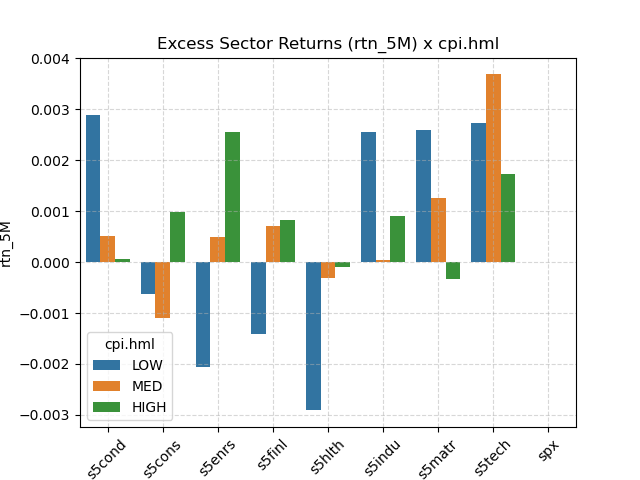 Excess Sector Returns (rtn_5M) x cpi.hml
rtn_5M
0.004
0.003
0.002
0.001
0.000
−0.001
−0.002
−0.003
cpi.hml
LOW
MED
HIGH
s5cond
s5cons
s5enrs
s5finl
s5hlth
s5indu
s5matr
s5tech
spx